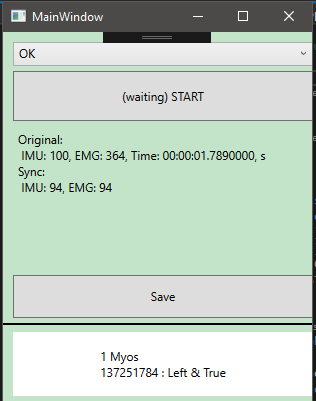 MainWindow
OK
(waiting) START
Original:
IMU: 100, EMG: 364, Time: 00:00:01.7890000, s
Sync:
IMU: 94, EMG: 94
Save
1 Myos
137251784 : Left & True